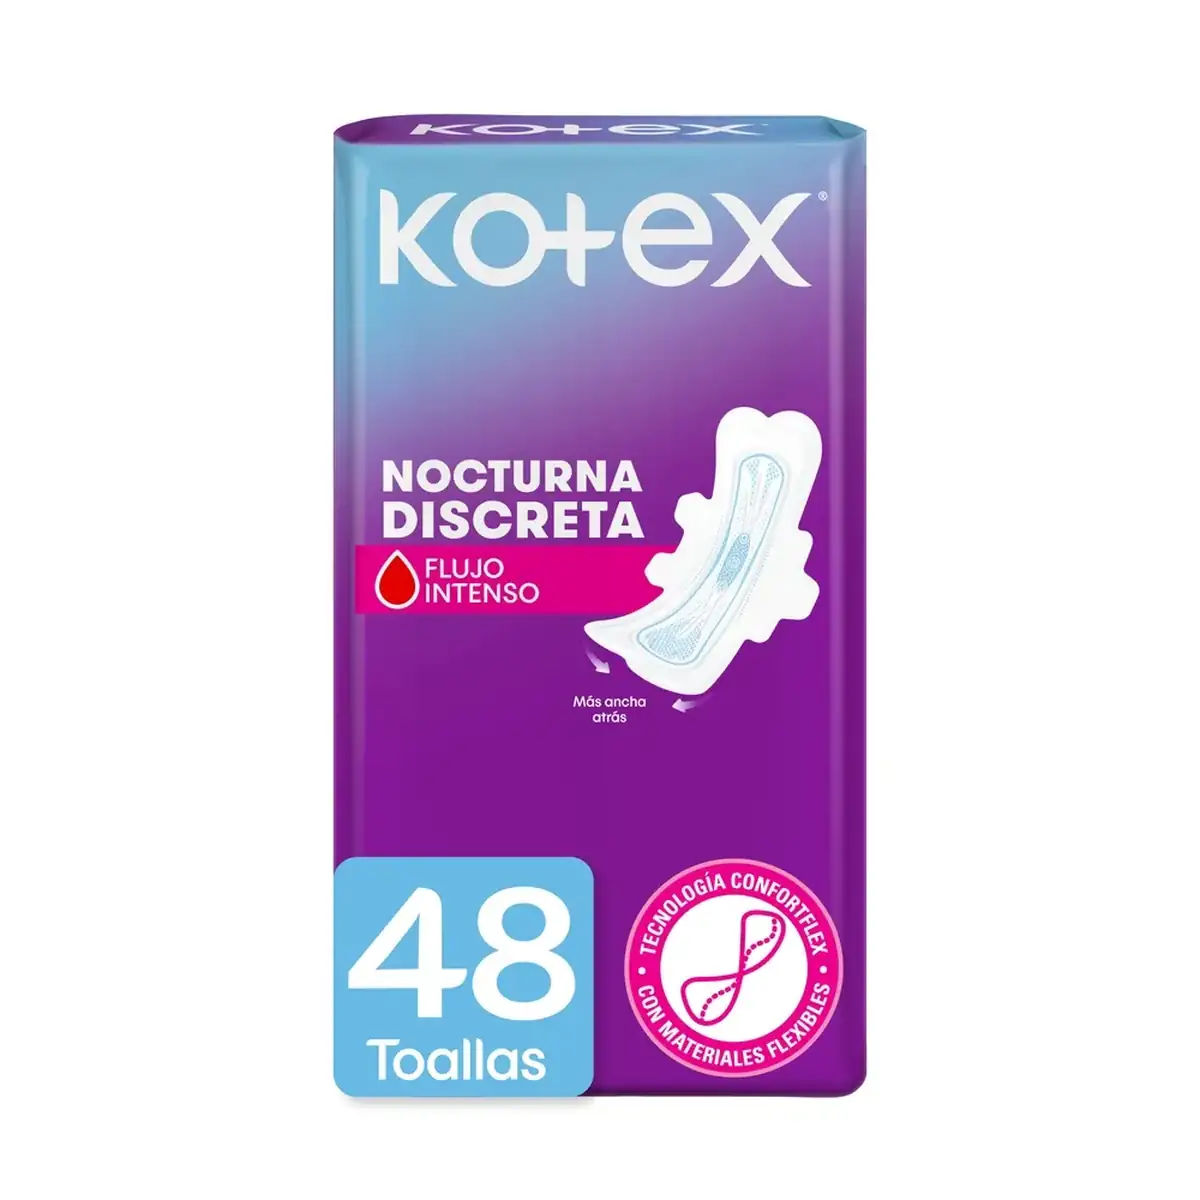 Kotex
Kotex®
NOCTURNA
DISCRETA
FLUJO
INTENSO
Más ancha
atrás
48
Toallas
• TECNOLOGÍA CONFORTFLEX •
CON MATERIALES FLEXIBLES